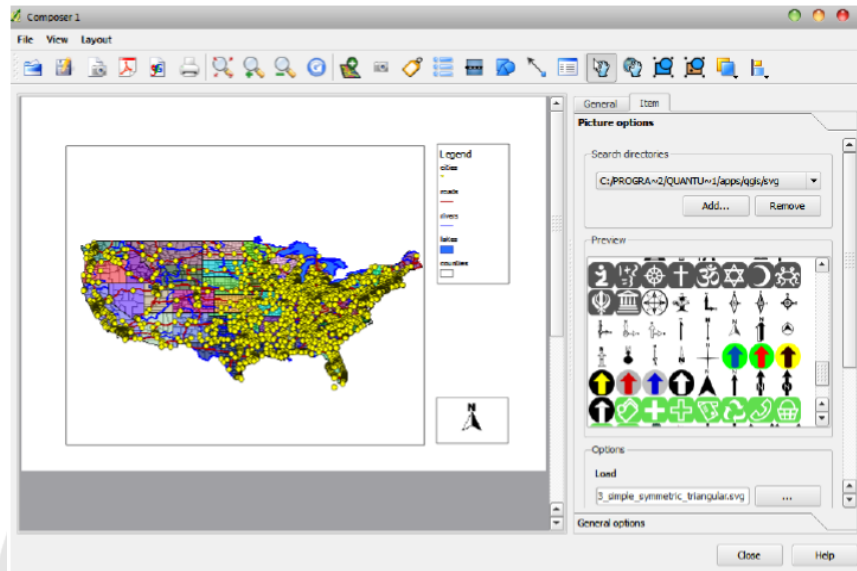 Composer 1
File View Layout
General Item
Picture options
Search directories
C:/PROGRA~2/QUANTU~1/apps/qgis/svg
Add... Remove
Preview
Legend
cities
roads
rivers
lakes
counties
N
Options
Load
3_simple_symmetric_triangular.svg ...
General options
Close Help